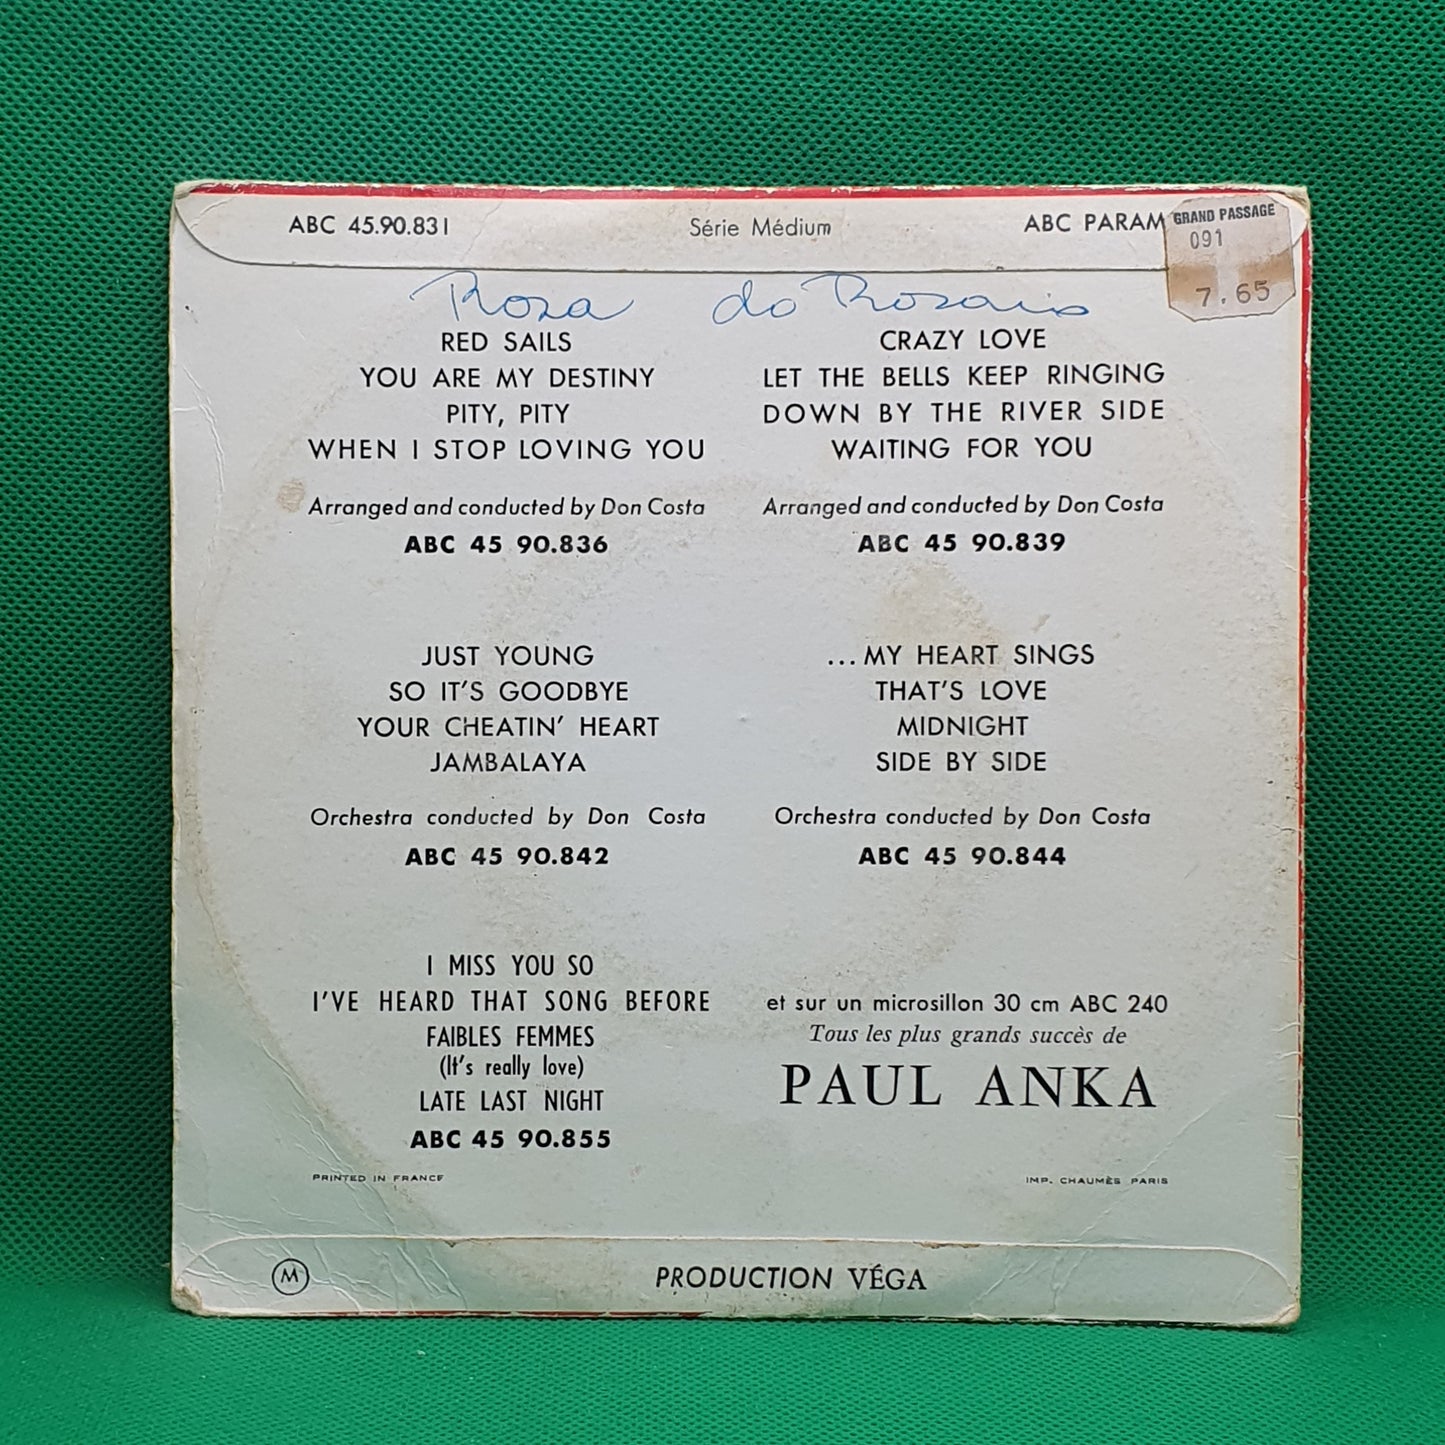 ABC 45.90.831
Série Médium
ABC PARAM
GRAND PASSAGE
091
7.65
Rosa do Rosario
RED SAILS
YOU ARE MY DESTINY
PITY, PITY
WHEN I STOP LOVING YOU
Arranged and conducted by Don Costa
ABC 45 90.836
CRAZY LOVE
LET THE BELLS KEEP RINGING
DOWN BY THE RIVER SIDE
WAITING FOR YOU
Arranged and conducted by Don Costa
ABC 45 90.839
JUST YOUNG
SO IT'S GOODBYE
YOUR CHEATIN' HEART
JAMBALAYA
Orchestra conducted by Don Costa
ABC 45 90.842
...MY HEART SINGS
THAT'S LOVE
MIDNIGHT
SIDE BY SIDE
Orchestra conducted by Don Costa
ABC 45 90.844
I MISS YOU SO
I'VE HEARD THAT SONG BEFORE
FAIBLES FEMMES
(It's really love)
LATE LAST NIGHT
ABC 45 90.855
et sur un microsillon 30 cm ABC 240
Tous les plus grands succès de
PAUL ANKA
PRINTED IN FRANCE
IMP. CHAUMÈS PARIS
M
PRODUCTION VÉGA